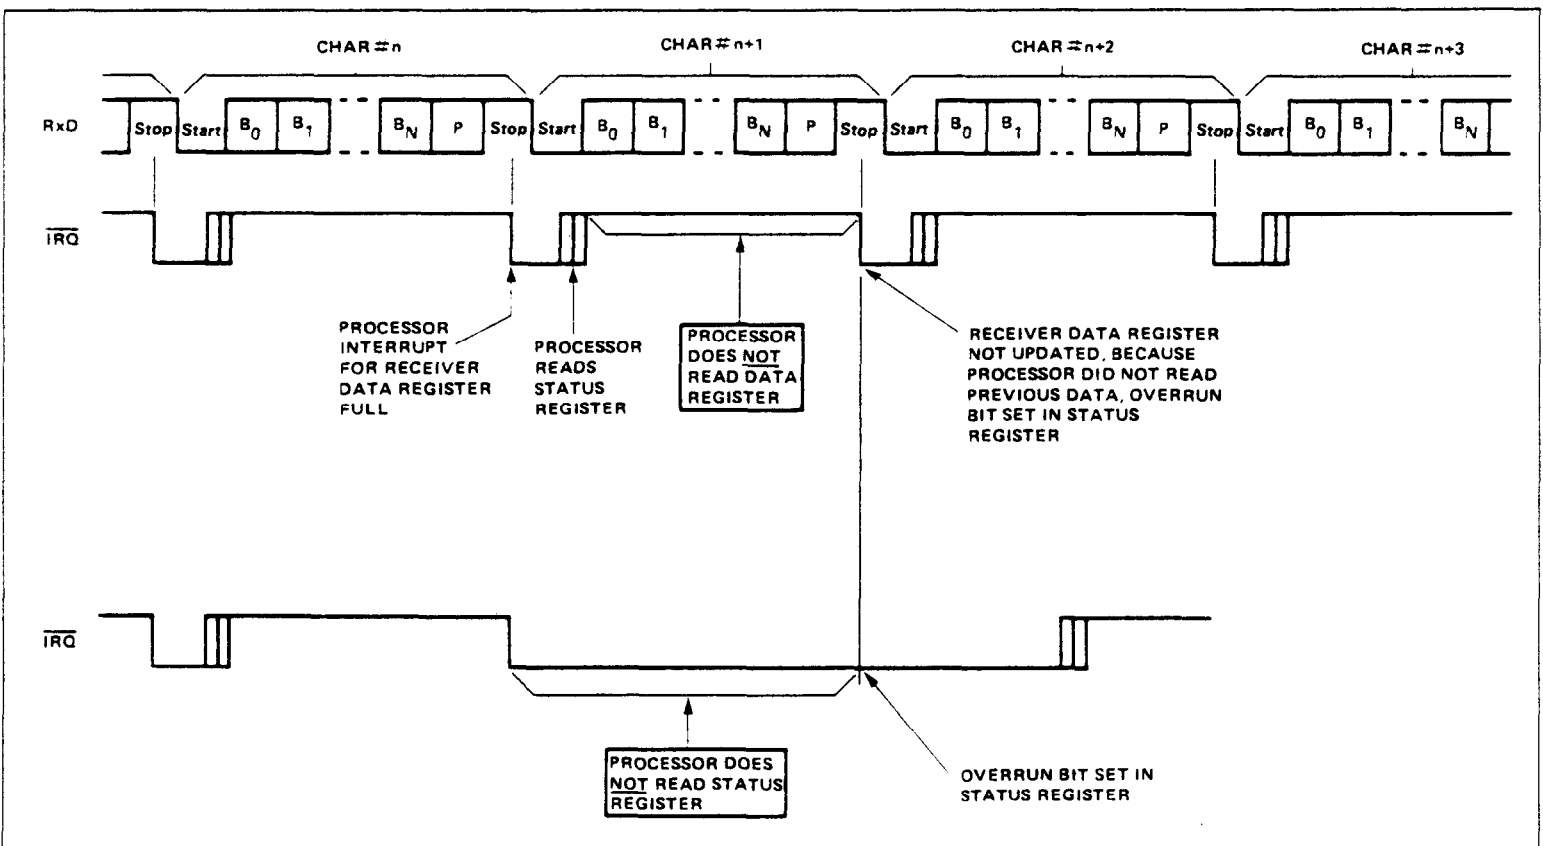 CHAR#n CHAR#n+1 CHAR#n+2 CHAR#n+3
RxD Stop Start B0 B1 BN P Stop Start B0 B1 BN P Stop Start B0 B1 BN P Stop Start B0 B1 BN
IRQ
PROCESSOR
INTERRUPT
FOR RECEIVER
DATA REGISTER
FULL
PROCESSOR
READS
STATUS
REGISTER
PROCESSOR
DOES NOT
READ DATA
REGISTER
RECEIVER DATA REGISTER
NOT UPDATED, BECAUSE
PROCESSOR DID NOT READ
PREVIOUS DATA, OVERRUN
BIT SET IN STATUS
REGISTER
IRQ
PROCESSOR DOES
NOT READ STATUS
REGISTER
OVERRUN BIT SET IN
STATUS REGISTER